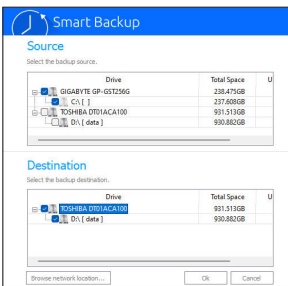 Smart Backup
Source
Select the backup source.
Drive Total Space U
GIGABYTE GP-GST256G 238.475GB
C:\ [ ] 237.608GB
TOSHIBA DT01ACA100 931.513GB
D:\ [ data ] 930.882GB
Destination
Select the backup destination.
Drive Total Space U
TOSHIBA DT01ACA100 931.513GB
D:\ [ data ] 930.882GB
Browse network location... Ok Cancel